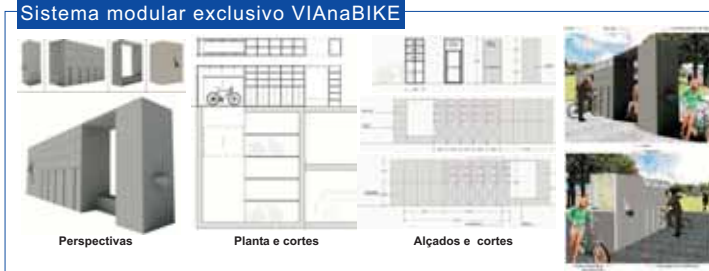 Sistema modular exclusivo VIAnaBIKE
Perspectivas
Planta e cortes
Alçados e cortes